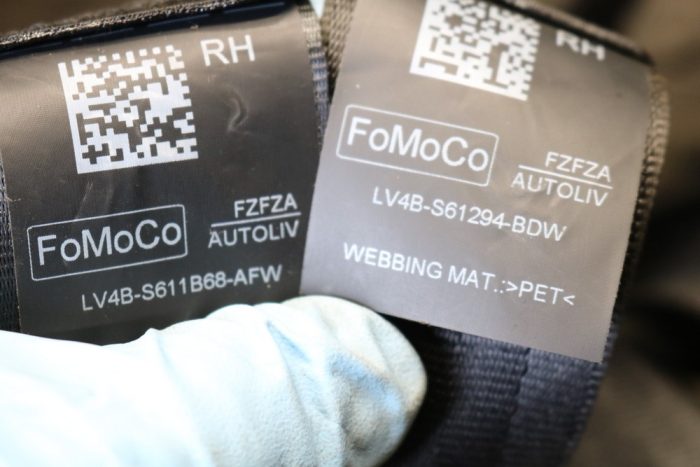 RH
FoMoCo
FZFZA
AUTOLIV
LV4B-S611B68-AFW
RH
FoMoCo
FZFZA
AUTOLIV
LV4B-S61294-BDW
WEBBING MAT.:>PET<